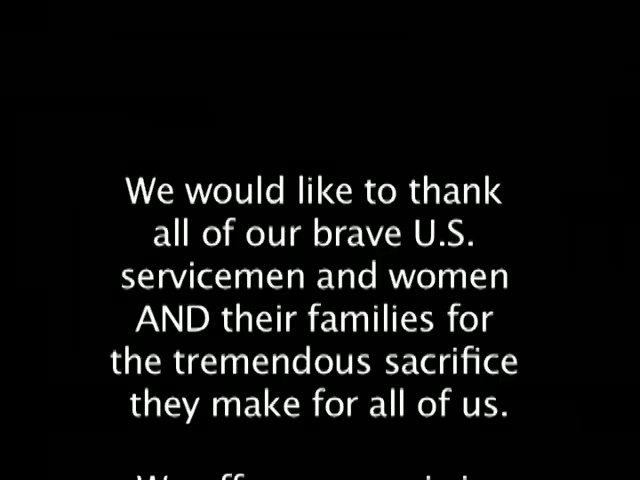 We would like to thank
all of our brave U.S.
servicemen and women
AND their families for
the tremendous sacrifice
they make for all of us.